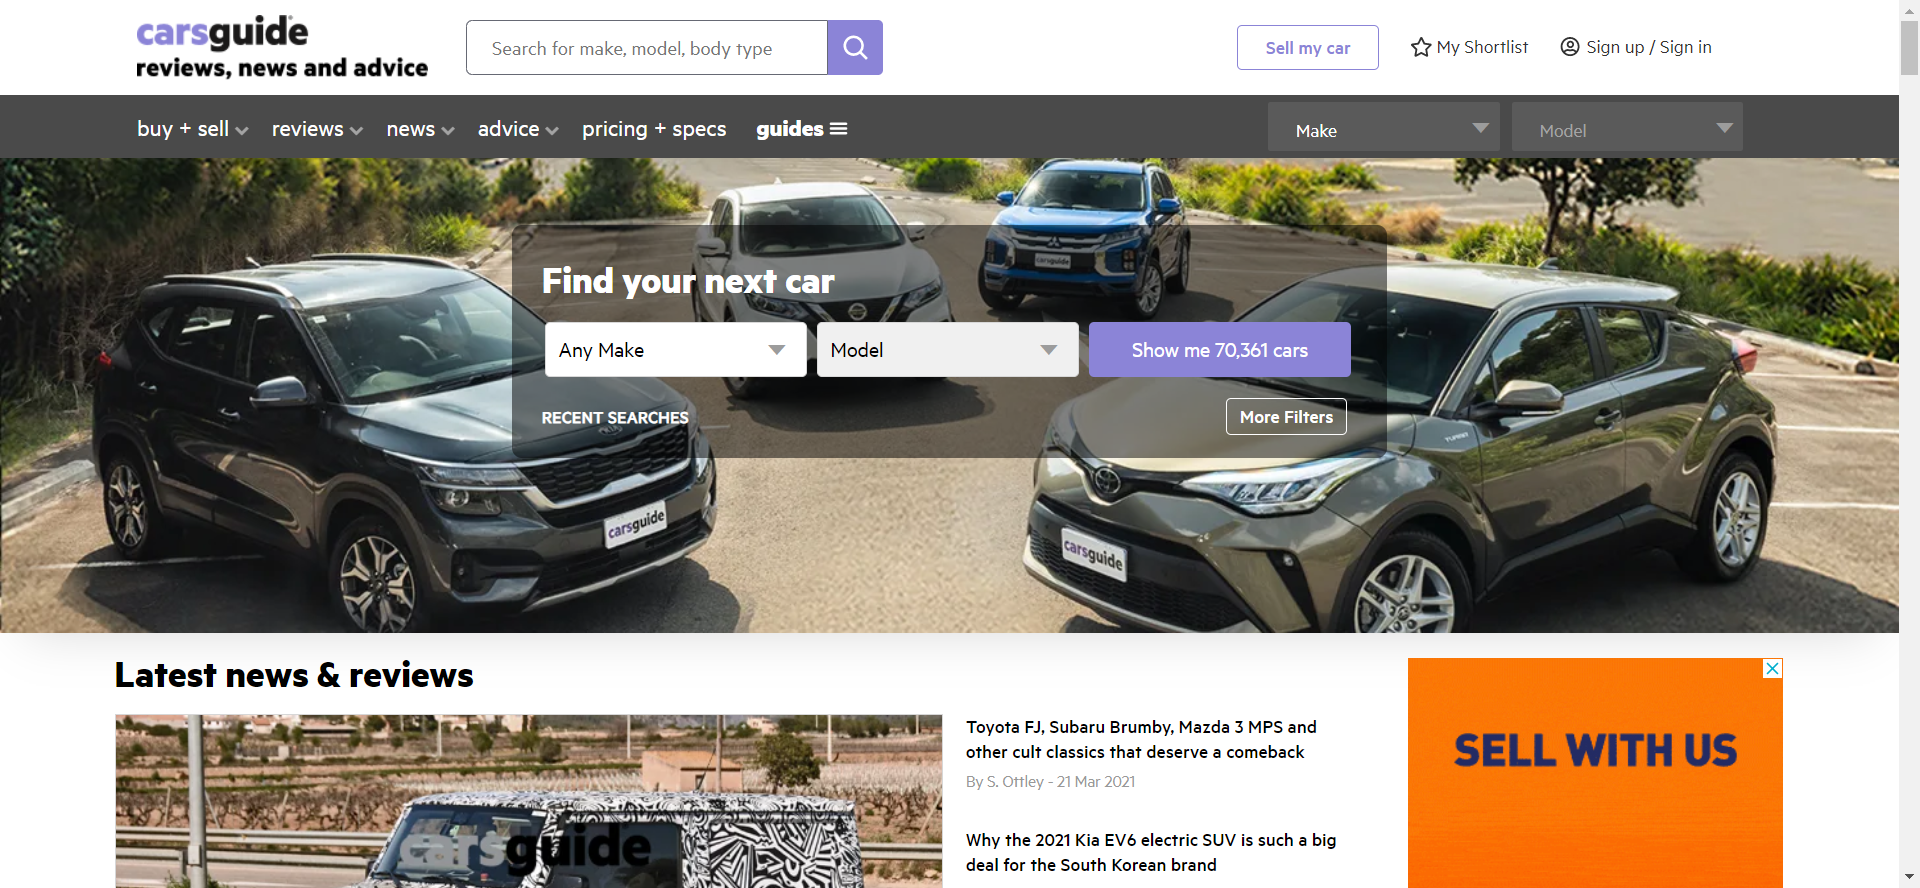 carsguide
reviews, news and advice
Search for make, model, body type
Sell my car
My Shortlist
Sign up / Sign in
buy + sell
reviews
news
advice
pricing + specs
guides
Make
Model
Find your next car
Any Make
Model
Show me 70,361 cars
RECENT SEARCHES
More Filters
carsguide
carsguide
carsguide
Latest news & reviews
Toyota FJ, Subaru Brumby, Mazda 3 MPS and
other cult classics that deserve a comeback
By S. Ottley - 21 Mar 2021
Why the 2021 Kia EV6 electric SUV is such a big
deal for the South Korean brand
carsguide
SELL WITH US